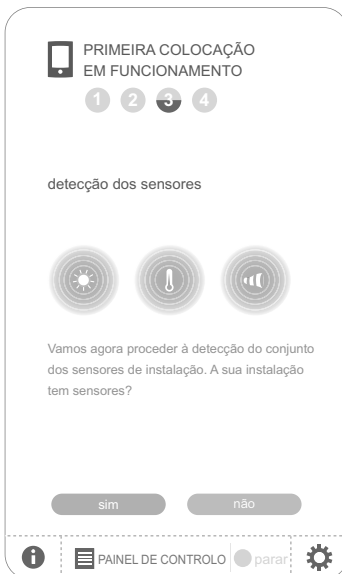 PRIMEIRA COLOCAÇÃO
EM FUNCIONAMENTO
1 2 3 4
detecção dos sensores
Vamos agora proceder à detecção do conjunto
dos sensores de instalação. A sua instalação
tem sensores?
sim não
i PAINEL DE CONTROLO parar